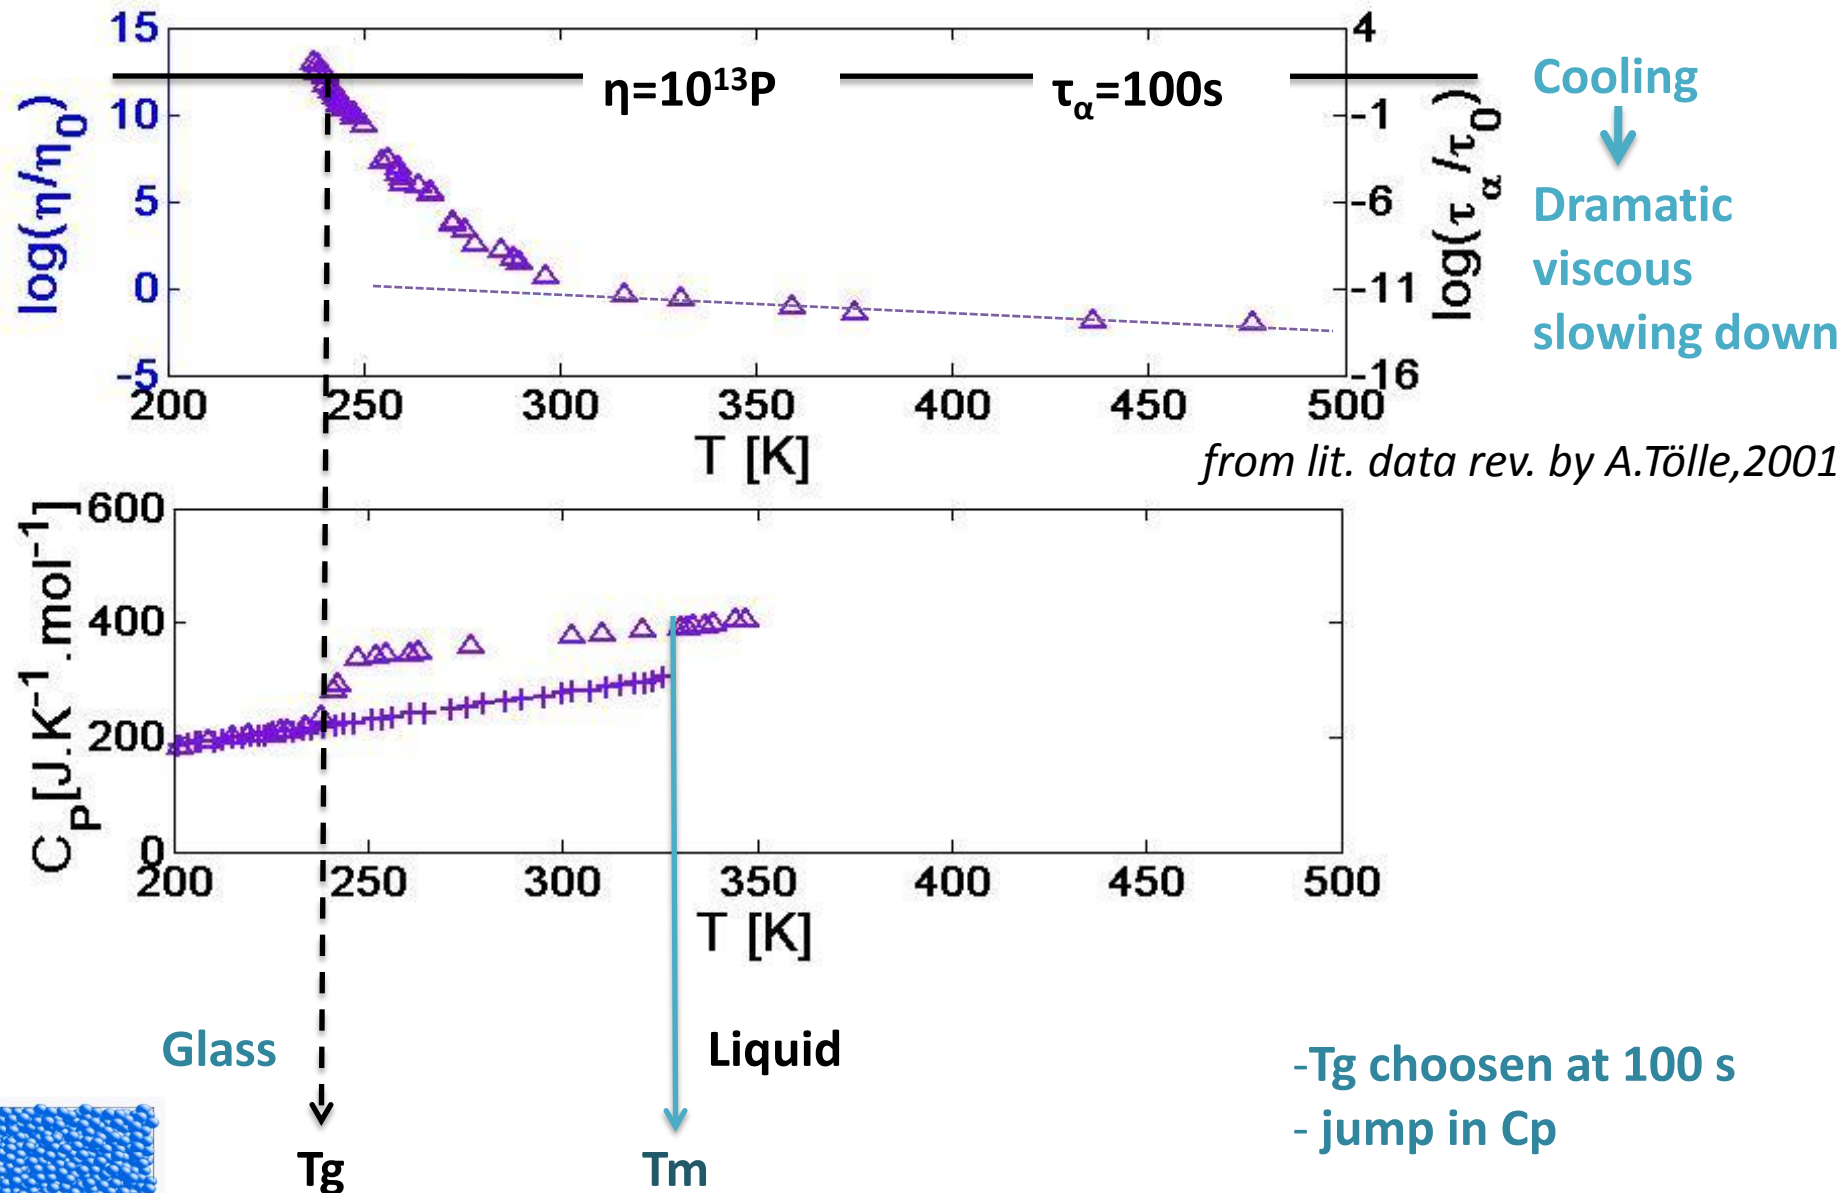 15
10
5
0
-5
log(η/η0)
4
-1
-6
-11
-16
log(τα/τ0)
η=10¹³P
τα=100s
200 250 300 350 400 450 500
T [K]
Cooling
Dramatic
viscous
slowing down
from lit. data rev. by A.Tölle,2001
600
400
200
0
CP[J.K⁻¹.mol⁻¹]
200 250 300 350 400 450 500
T [K]
Glass
Liquid
Tg
Tm
-Tg choosen at 100 s
- jump in Cp